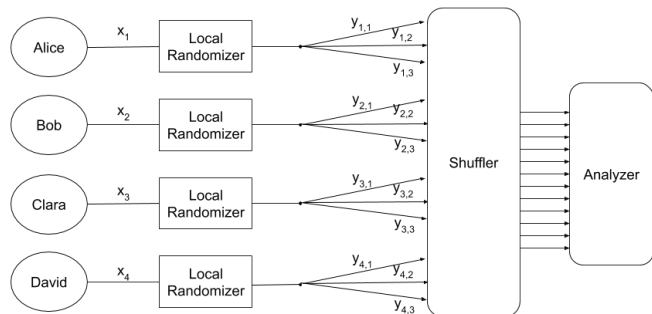 Alice
x1
Local
Randomizer
y1,1
y1,2
y1,3
Bob
x2
Local
Randomizer
y2,1
y2,2
y2,3
Clara
x3
Local
Randomizer
y3,1
y3,2
y3,3
David
x4
Local
Randomizer
y4,1
y4,2
y4,3
Shuffler
Analyzer